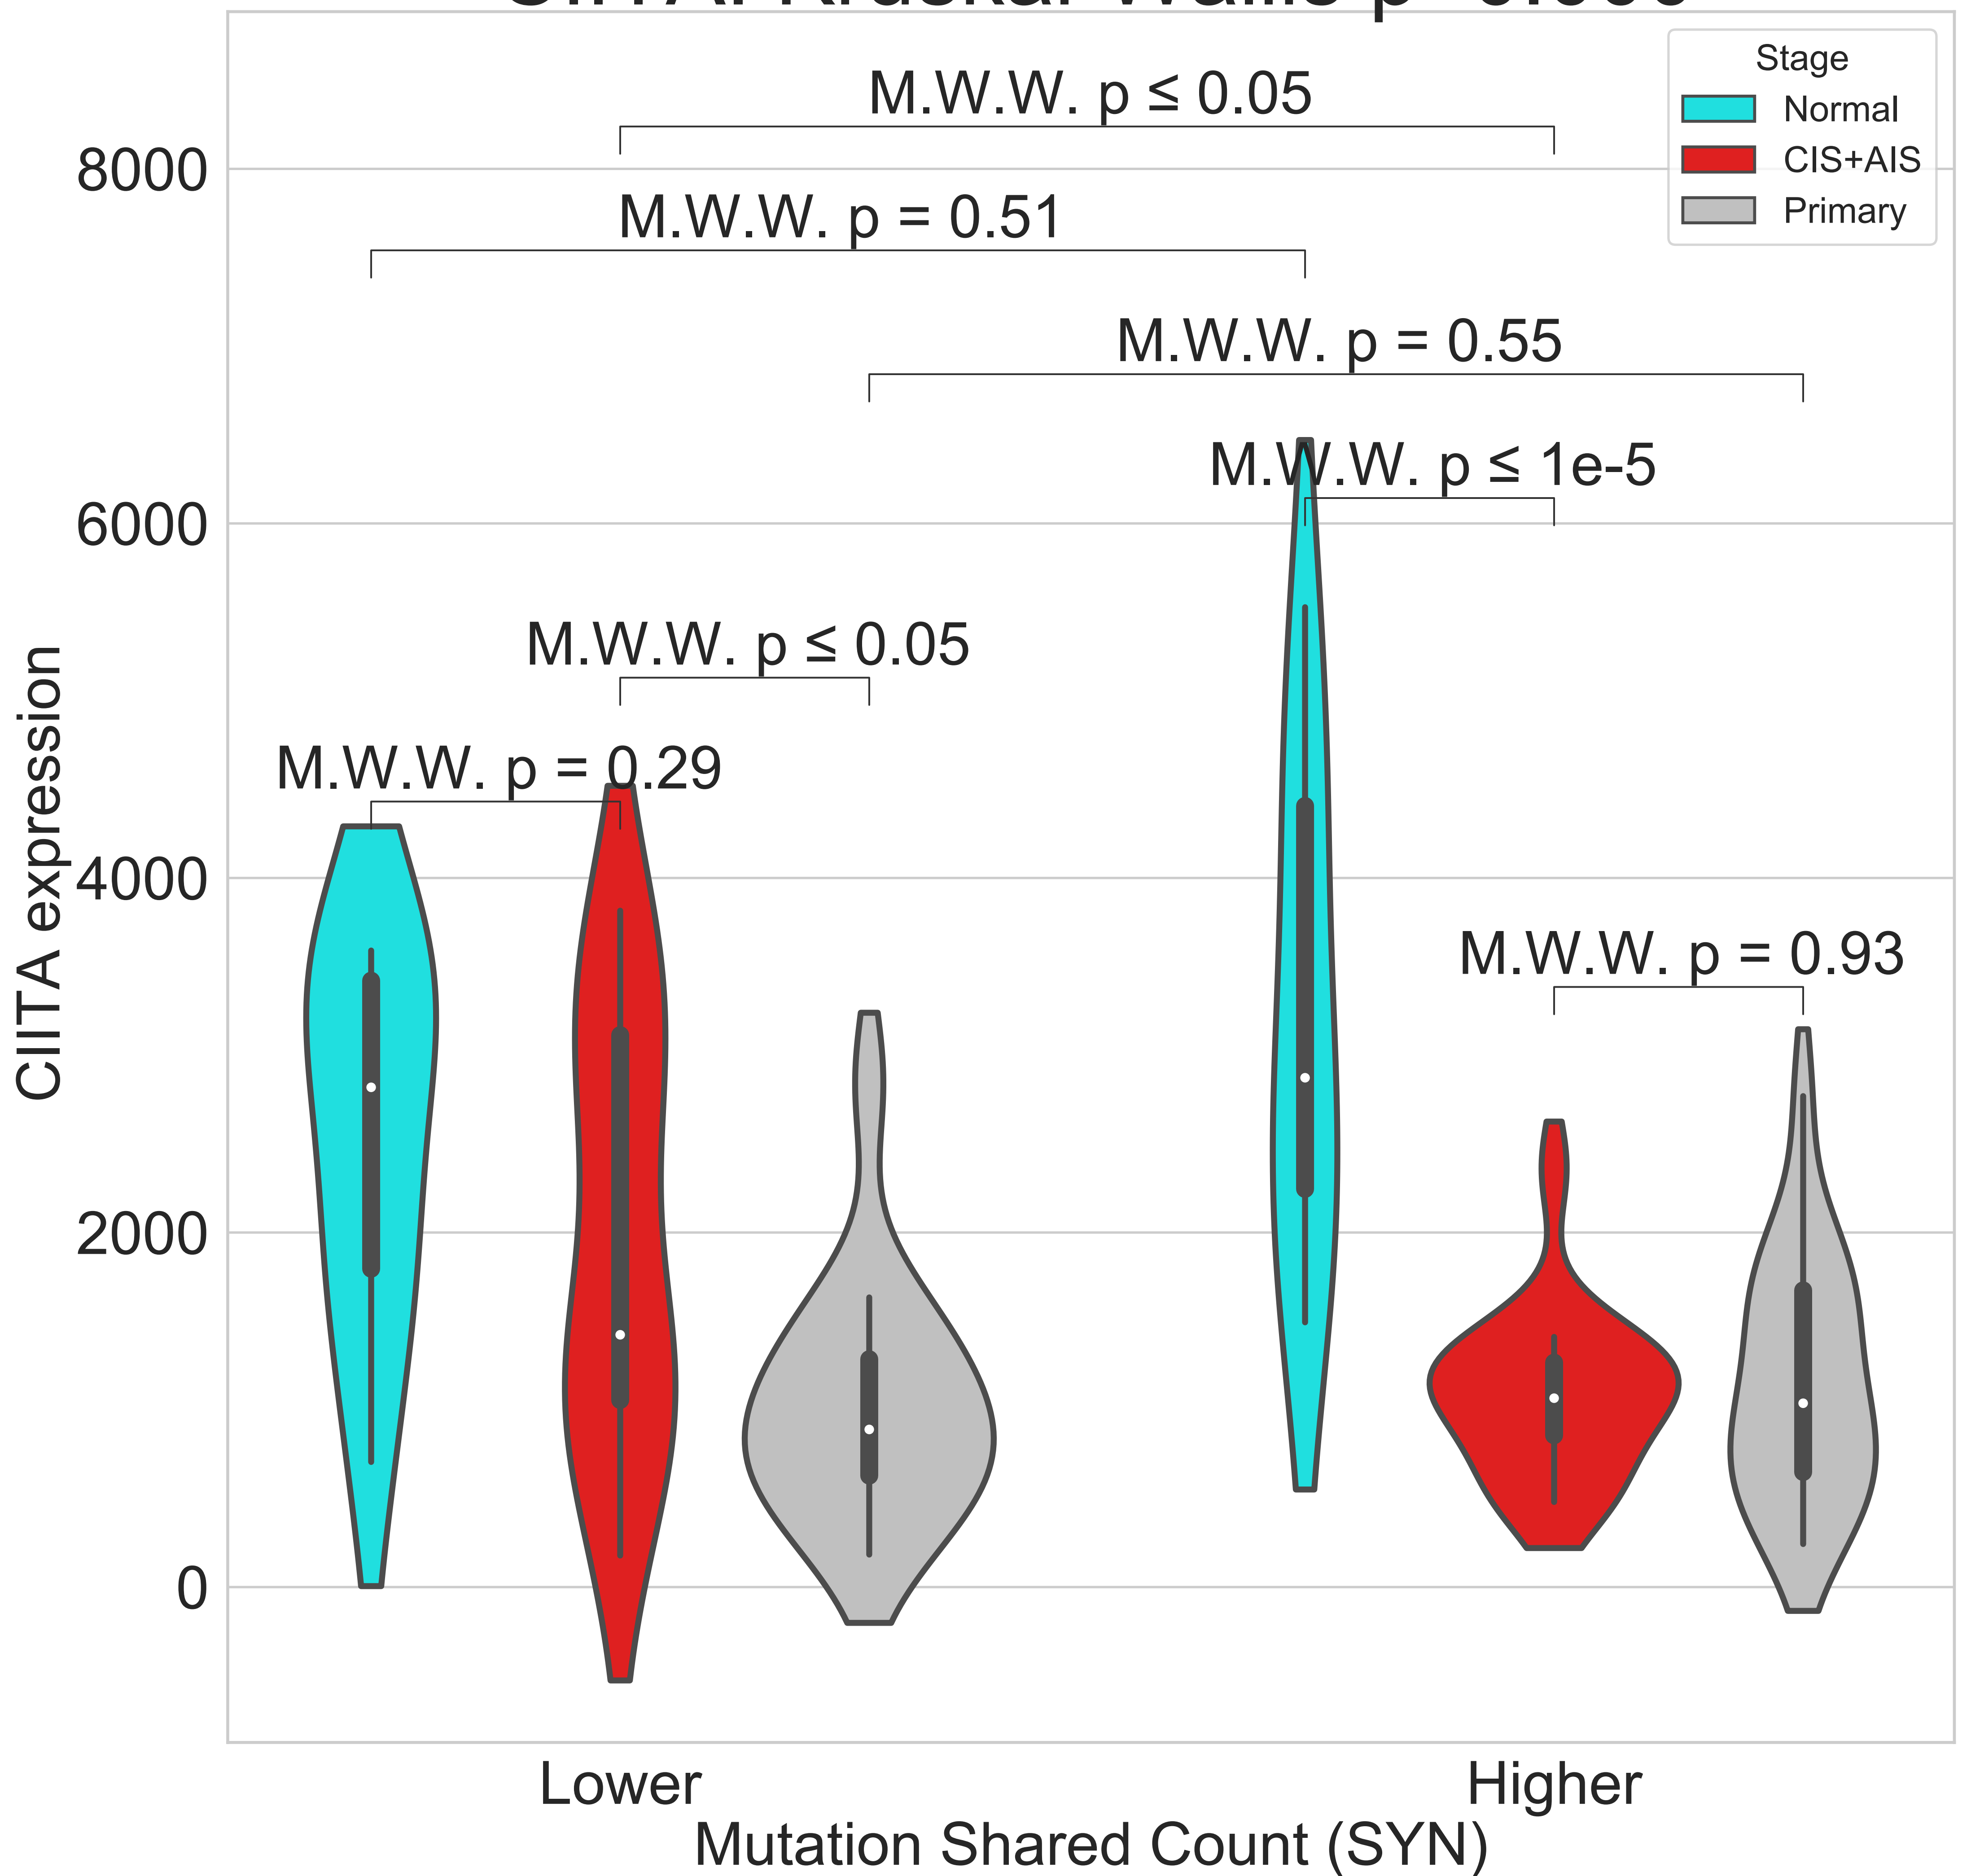 Stage
Normal
CIS+AIS
Primary
M.W.W. p ≤ 0.05
8000
M.W.W. p = 0.51
M.W.W. p = 0.55
M.W.W. p ≤ 1e-5
6000
M.W.W. p ≤ 0.05
M.W.W. p = 0.29
4000
M.W.W. p = 0.93
2000
0
CIITA expression
Lower
Higher
Mutation Shared Count (SYN)